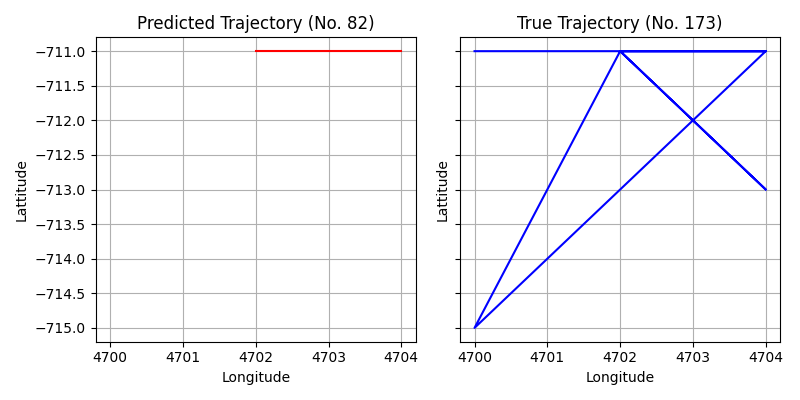 Predicted Trajectory (No. 82)
True Trajectory (No. 173)
Lattitude
−711.0
−711.5
−712.0
−712.5
−713.0
−713.5
−714.0
−714.5
−715.0
4700 4701 4702 4703 4704
Longitude
Lattitude
4700 4701 4702 4703 4704
Longitude